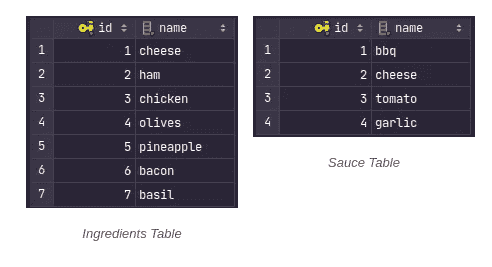 id name
1 1 cheese
2 2 ham
3 3 chicken
4 4 olives
5 5 pineapple
6 6 bacon
7 7 basil
Ingredients Table
id name
1 1 bbq
2 2 cheese
3 3 tomato
4 4 garlic
Sauce Table